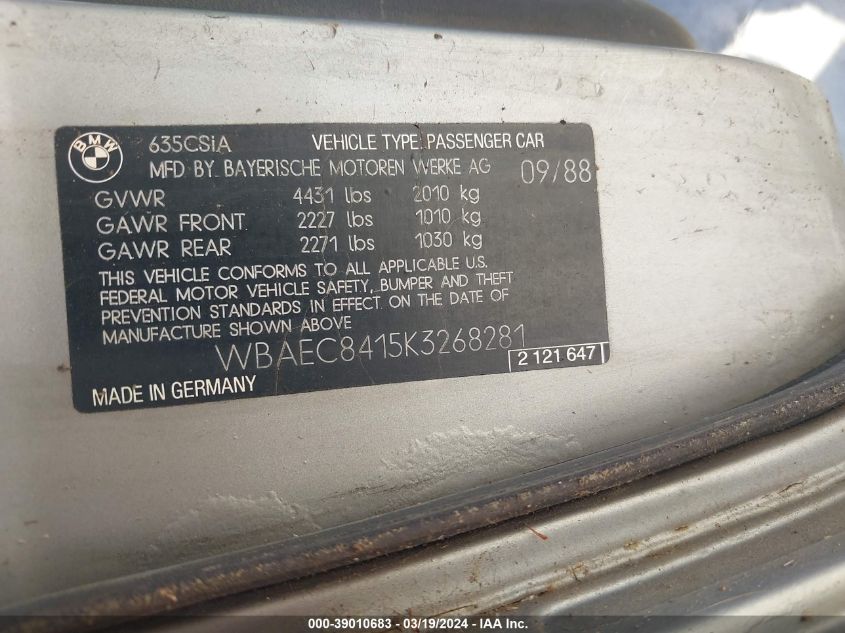 BMW 635CSiA VEHICLE TYPE PASSENGER CAR
MFD BY BAYERISCHE MOTOREN WERKE AG 09/88
GVWR 4431 lbs 2010 kg
GAWR FRONT 2227 lbs 1010 kg
GAWR REAR 2271 lbs 1030 kg
THIS VEHICLE CONFORMS TO ALL APPLICABLE U.S.
FEDERAL MOTOR VEHICLE SAFETY, BUMPER AND THEFT
PREVENTION STANDARDS IN EFFECT ON THE DATE OF
MANUFACTURE SHOWN ABOVE
WBAEC8415K3268281
2 121 647
MADE IN GERMANY
000-39010683 - 03/19/2024 - IAAI.com